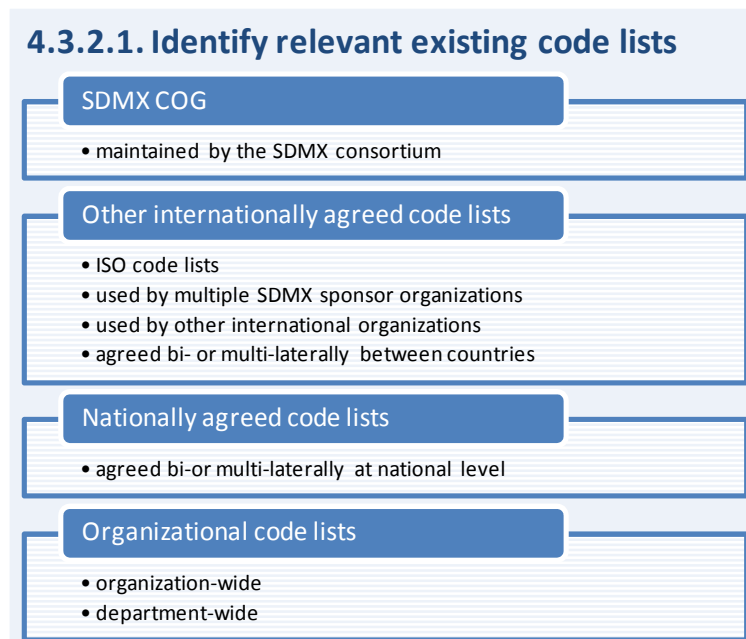 4.3.2.1. Identify relevant existing code lists
SDMX COG
• maintained by the SDMX consortium
Other internationally agreed code lists
• ISO code lists
• used by multiple SDMX sponsor organizations
• used by other international organizations
• agreed bi- or multi-laterally between countries
Nationally agreed code lists
• agreed bi-or multi-laterally at national level
Organizational code lists
• organization-wide
• department-wide